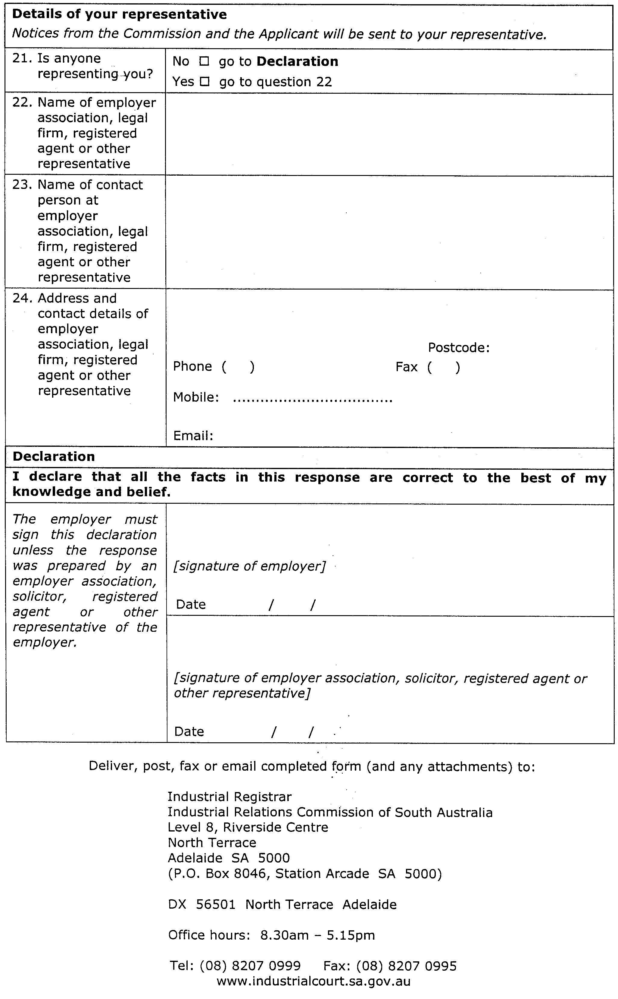 Details of your representative
Notices from the Commission and the Applicant will be sent to your representative.
21. Is anyone
representing you?
No ☐ go to Declaration
Yes ☐ go to question 22
22. Name of employer
association, legal
firm, registered
agent or other
representative
23. Name of contact
person at
employer
association, legal
firm, registered
agent or other
representative
24. Address and
contact details of
employer
association, legal
firm, registered
agent or other
representative
Postcode:
Phone ( ) Fax ( )
Mobile: ...................................
Email:
Declaration
I declare that all the facts in this response are correct to the best of my
knowledge and belief.
The employer must
sign this declaration
unless the response
was prepared by an
employer association,
solicitor, registered
agent or other
representative of the
employer.
[signature of employer]
Date / /
[signature of employer association, solicitor, registered agent or
other representative]
Date / /
Deliver, post, fax or email completed form (and any attachments) to:
Industrial Registrar
Industrial Relations Commission of South Australia
Level 8, Riverside Centre
North Terrace
Adelaide SA 5000
(P.O. Box 8046, Station Arcade SA 5000)
DX 56501 North Terrace Adelaide
Office hours: 8.30am – 5.15pm
Tel: (08) 8207 0999 Fax: (08) 8207 0995
www.industrialcourt.sa.gov.au